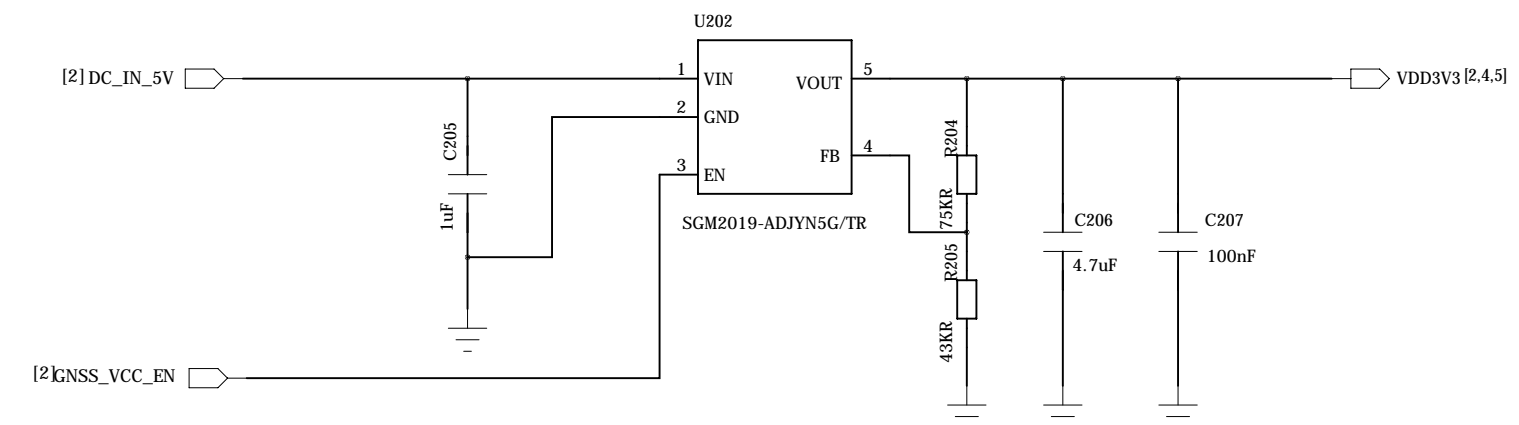 U202
[2] DC_IN_5V
1
VIN
VOUT
5
VDD3V3 [2,4,5]
2
GND
C205
1uF
3
EN
FB
4
R204
75KR
SGM2019-ADJYN5G/TR
R205
43KR
C206
4.7uF
C207
100nF
[2]GNSS_VCC_EN